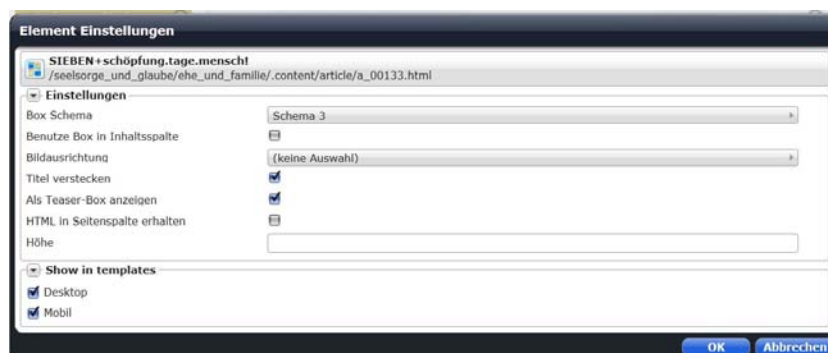 Element Einstellungen
SIEBEN+schöpfung.tage.mensch!
/seelsorge_und_glaube/ehe_und_familie/.content/article/a_00133.html
Einstellungen
Box Schema Schema 3
Benutze Box in Inhaltsspalte
Bildausrichtung (keine Auswahl)
Titel verstecken
Als Teaser-Box anzeigen
HTML in Seitenspalte erhalten
Höhe
Show in templates
Desktop
Mobil
OK Abbrechen